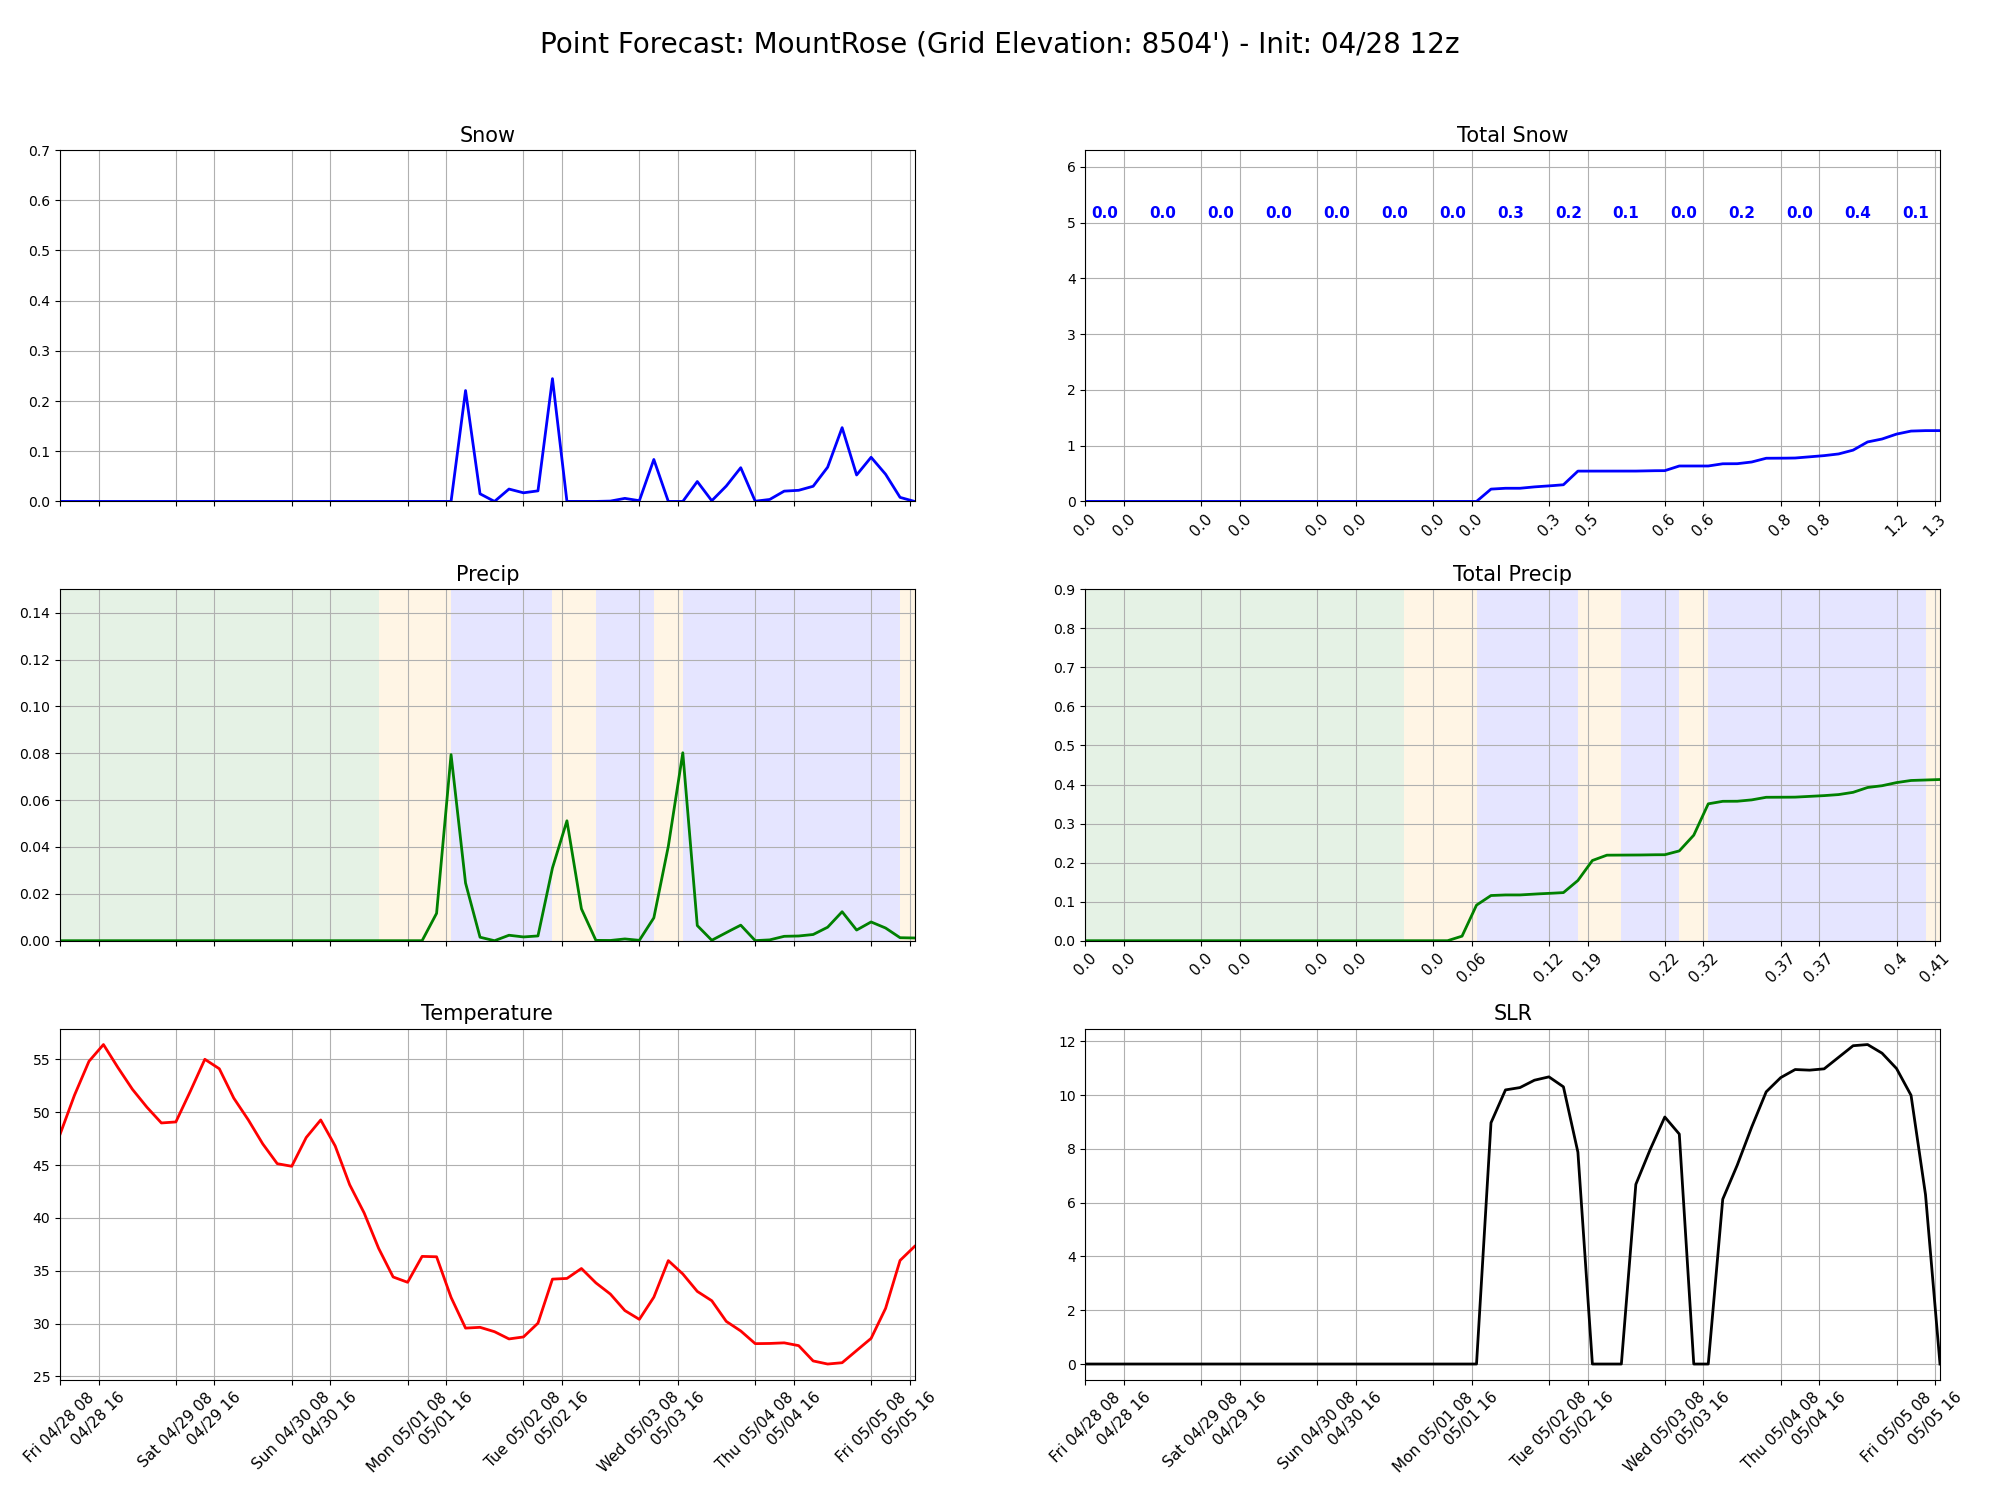 Point Forecast: MountRose (Grid Elevation: 8504') - Init: 04/28 12z
Snow
0.7
0.6
0.5
0.4
0.3
0.2
0.1
0.0
Total Snow
6
5
4
3
2
1
0
0.0 0.0 0.0 0.0 0.0 0.0 0.0 0.3 0.2 0.1 0.0 0.2 0.0 0.4 0.1
0.0 0.0 0.0 0.0 0.0 0.0 0.0 0.0 0.3 0.5 0.6 0.6 0.8 0.8 1.2 1.3
Precip
0.14
0.12
0.10
0.08
0.06
0.04
0.02
0.00
Total Precip
0.9
0.8
0.7
0.6
0.5
0.4
0.3
0.2
0.1
0.0
0.0 0.0 0.0 0.0 0.0 0.0 0.0 0.06 0.12 0.19 0.22 0.32 0.37 0.37 0.4 0.41
Temperature
55
50
45
40
35
30
25
Fri 04/28 08
04/28 16
Sat 04/29 08
04/29 16
Sun 04/30 08
04/30 16
Mon 05/01 08
05/01 16
Tue 05/02 08
05/02 16
Wed 05/03 08
05/03 16
Thu 05/04 08
05/04 16
Fri 05/05 08
05/05 16
SLR
12
10
8
6
4
2
0
Fri 04/28 08
04/28 16
Sat 04/29 08
04/29 16
Sun 04/30 08
04/30 16
Mon 05/01 08
05/01 16
Tue 05/02 08
05/02 16
Wed 05/03 08
05/03 16
Thu 05/04 08
05/04 16
Fri 05/05 08
05/05 16